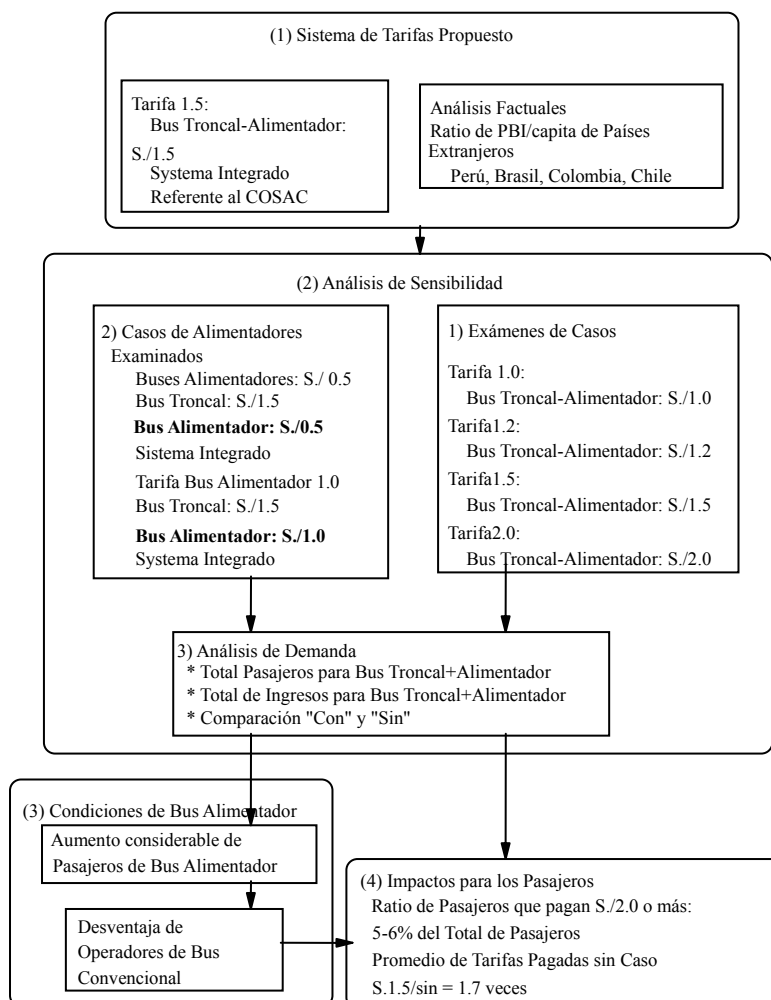 (1) Sistema de Tarifas Propuesto
Tarifa 1.5:
Bus Troncal-Alimentador:
S./1.5
Systema Integrado
Referente al COSAC
Análisis Factuales
Ratio de PBI/capita de Países
Extranjeros
Perú, Brasil, Colombia, Chile
(2) Análisis de Sensibilidad
2) Casos de Alimentadores
Examinados
Buses Alimentadores: S./ 0.5
Bus Troncal: S./1.5
Bus Alimentador: S./0.5
Sistema Integrado
Tarifa Bus Alimentador 1.0
Bus Troncal: S./1.5
Bus Alimentador: S./1.0
Systema Integrado
1) Exámenes de Casos
Tarifa 1.0:
Bus Troncal-Alimentador: S./1.0
Tarifa1.2:
Bus Troncal-Alimentador: S./1.2
Tarifa1.5:
Bus Troncal-Alimentador: S./1.5
Tarifa2.0:
Bus Troncal-Alimentador: S./2.0
3) Análisis de Demanda
* Total Pasajeros para Bus Troncal+Alimentador
* Total de Ingresos para Bus Troncal+Alimentador
* Comparación "Con" y "Sin"
(3) Condiciones de Bus Alimentador
Aumento considerable de
Pasajeros de Bus Alimentador
Desventaja de
Operadores de Bus
Convencional
(4) Impactos para los Pasajeros
Ratio de Pasajeros que pagan S./2.0 o más:
5-6% del Total de Pasajeros
Promedio de Tarifas Pagadas sin Caso
S.1.5/sin = 1.7 veces